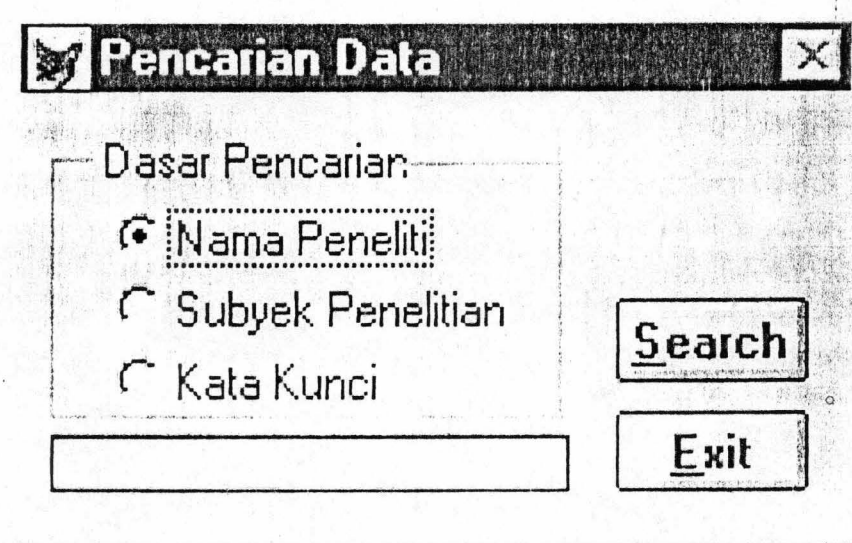 Pencarian Data
Dasar Pencarian
Nama Peneliti
Subyek Penelitian
Kata Kunci
Search
Exit